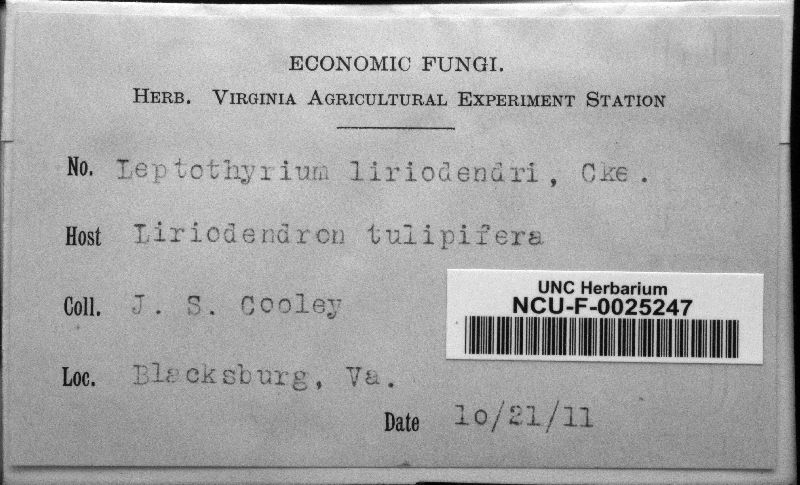 ECONOMIC FUNGI.
HERB. VIRGINIA AGRICULTURAL EXPERIMENT STATION
No. Leptothyrium liriodendri, Cke.
Host Liriodendron tulipifera
UNC Herbarium
NCU-F-0025247
Coll. J. S. Cooley
Loc. Blacksburg, Va.
Date 10/21/11